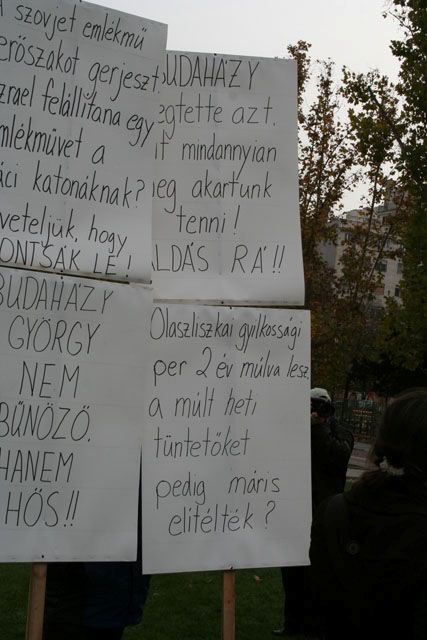 szovjet emlékmű
erőszakot gerjeszt.
zrael felállítana egy
mlékművet a
áci katonáknak?
veteljük, hogy
ONTSÁK LE!
UDAHÁZY
egtette azt,
it mindannyian
eg akartunk
tenni!
LDÁS RÁ!!
BUDAHÁZY
GYÖRGY
NEM
BŰNÖZŐ,
HANEM
HŐS!!
Olaszliszkai gyilkossági
per 2 év múlva lesz,
a múlt heti
tüntetőket
pedig máris
elítélték?